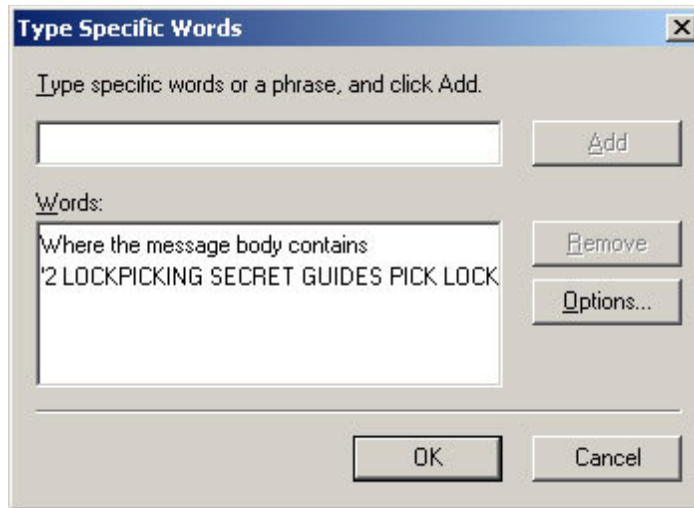 Type Specific Words
Type specific words or a phrase, and click Add.
Add
Words:
Where the message body contains
'2 LOCKPICKING SECRET GUIDES PICK LOCK
Remove
Options...
OK
Cancel